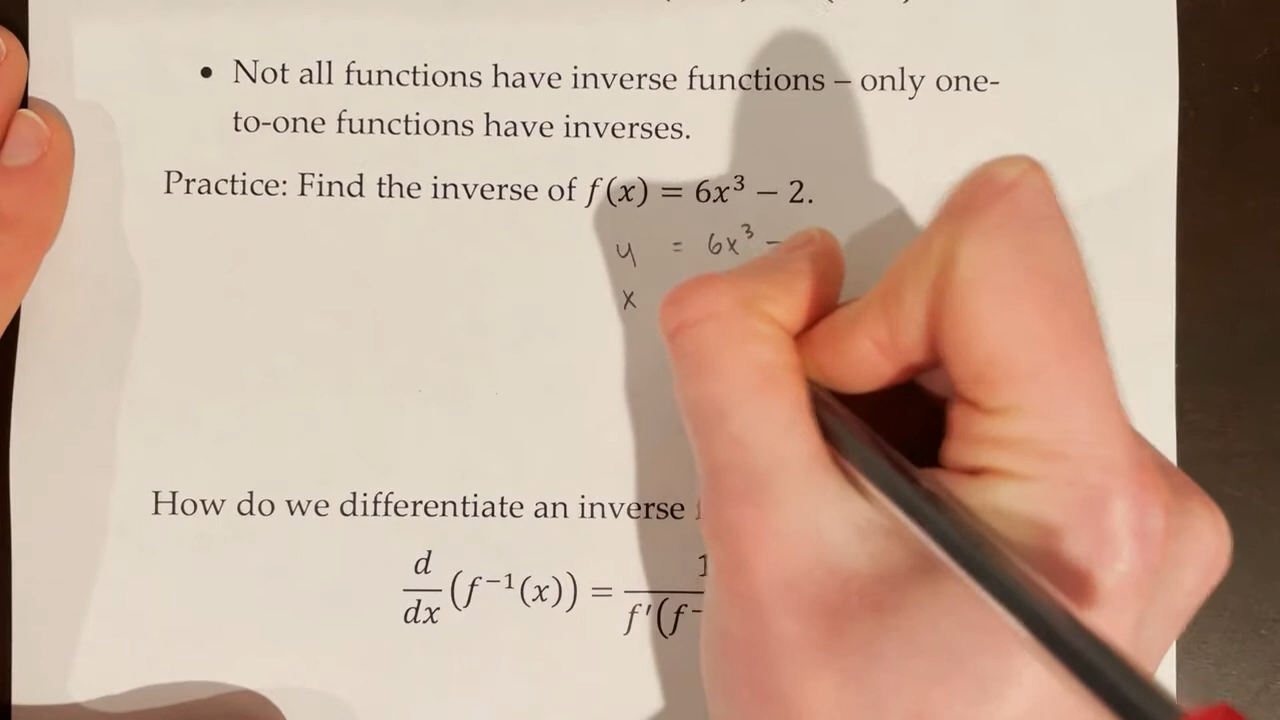 • Not all functions have inverse functions – only one-
to-one functions have inverses.
Practice: Find the inverse of f(x) = 6x³ − 2.
y = 6x³ −
x
How do we differentiate an inverse
d/dx (f⁻¹(x)) = 1/f′(f⁻